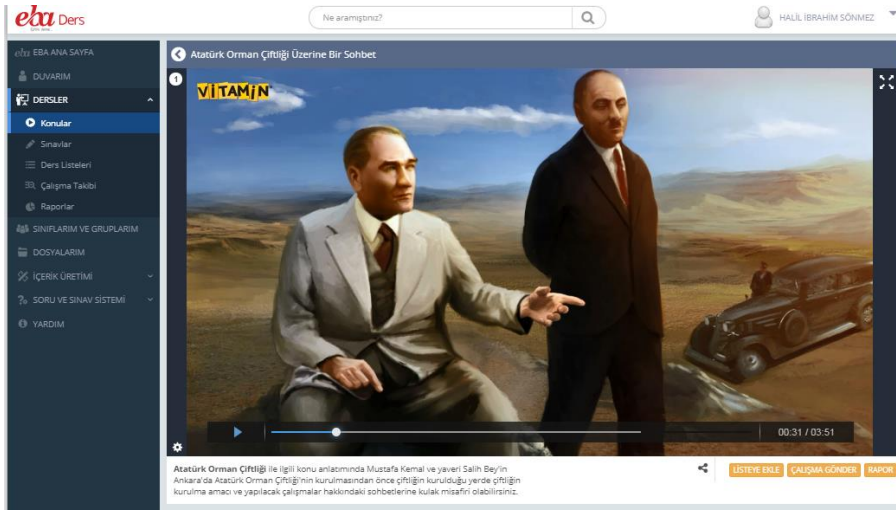 eba Ders
Ne aramıştınız?
HALİL İBRAHİM SÖNMEZ
eba EBA ANA SAYFA
DUVARIM
DERSLER
Konular
Sınavlar
Ders Listeleri
Çalışma Takibi
Raporlar
SINIFLARIM VE GRUPLARIM
DOSYALARIM
İÇERİK ÜRETİMİ
SORU VE SINAV SİSTEMİ
YARDIM
Atatürk Orman Çiftliği Üzerine Bir Sohbet
1
VİTAMİN
00:31 / 03:51
Atatürk Orman Çiftliği ile ilgili konu anlatımında Mustafa Kemal ve yaveri Salih Bey'in
Ankara'da Atatürk Orman Çiftliği'nin kurulmasından önce çiftliğin kurulduğu yerde çiftliğin
kurulma amacı ve yapılacak çalışmalar hakkındaki sohbetlerine kulak misafiri olabilirsiniz.
LİSTEYE EKLE
ÇALIŞMA GÖNDER
RAPOR